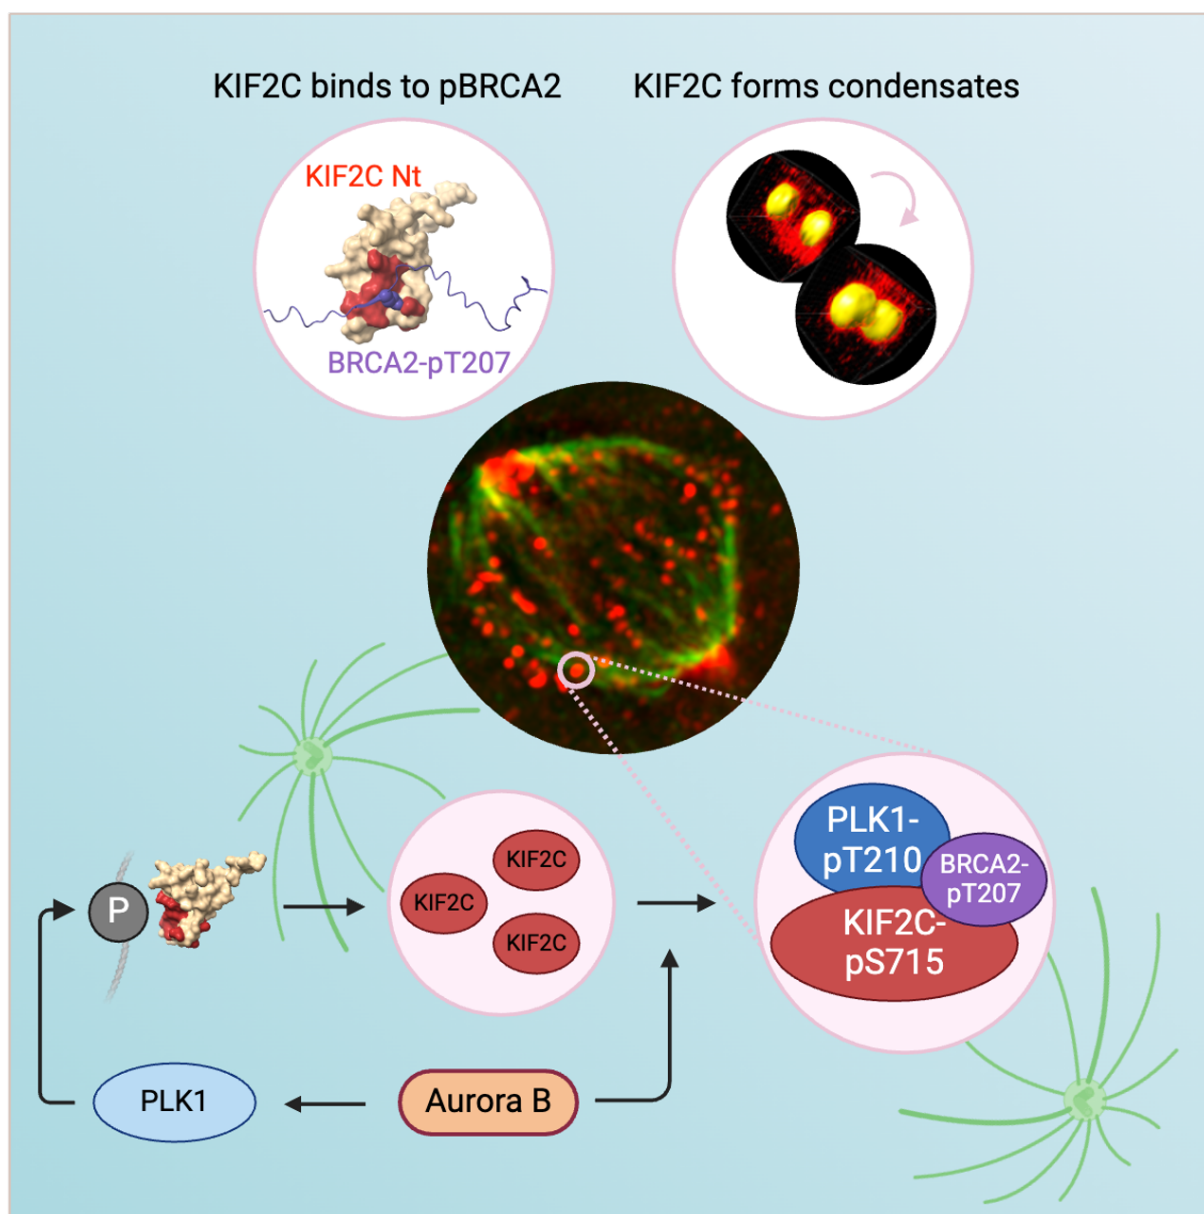 KIF2C binds to pBRCA2
KIF2C forms condensates
KIF2C Nt
BRCA2-pT207
P
KIF2C
KIF2C
KIF2C
PLK1-
pT210
BRCA2-
pT207
KIF2C-
pS715
PLK1
Aurora B